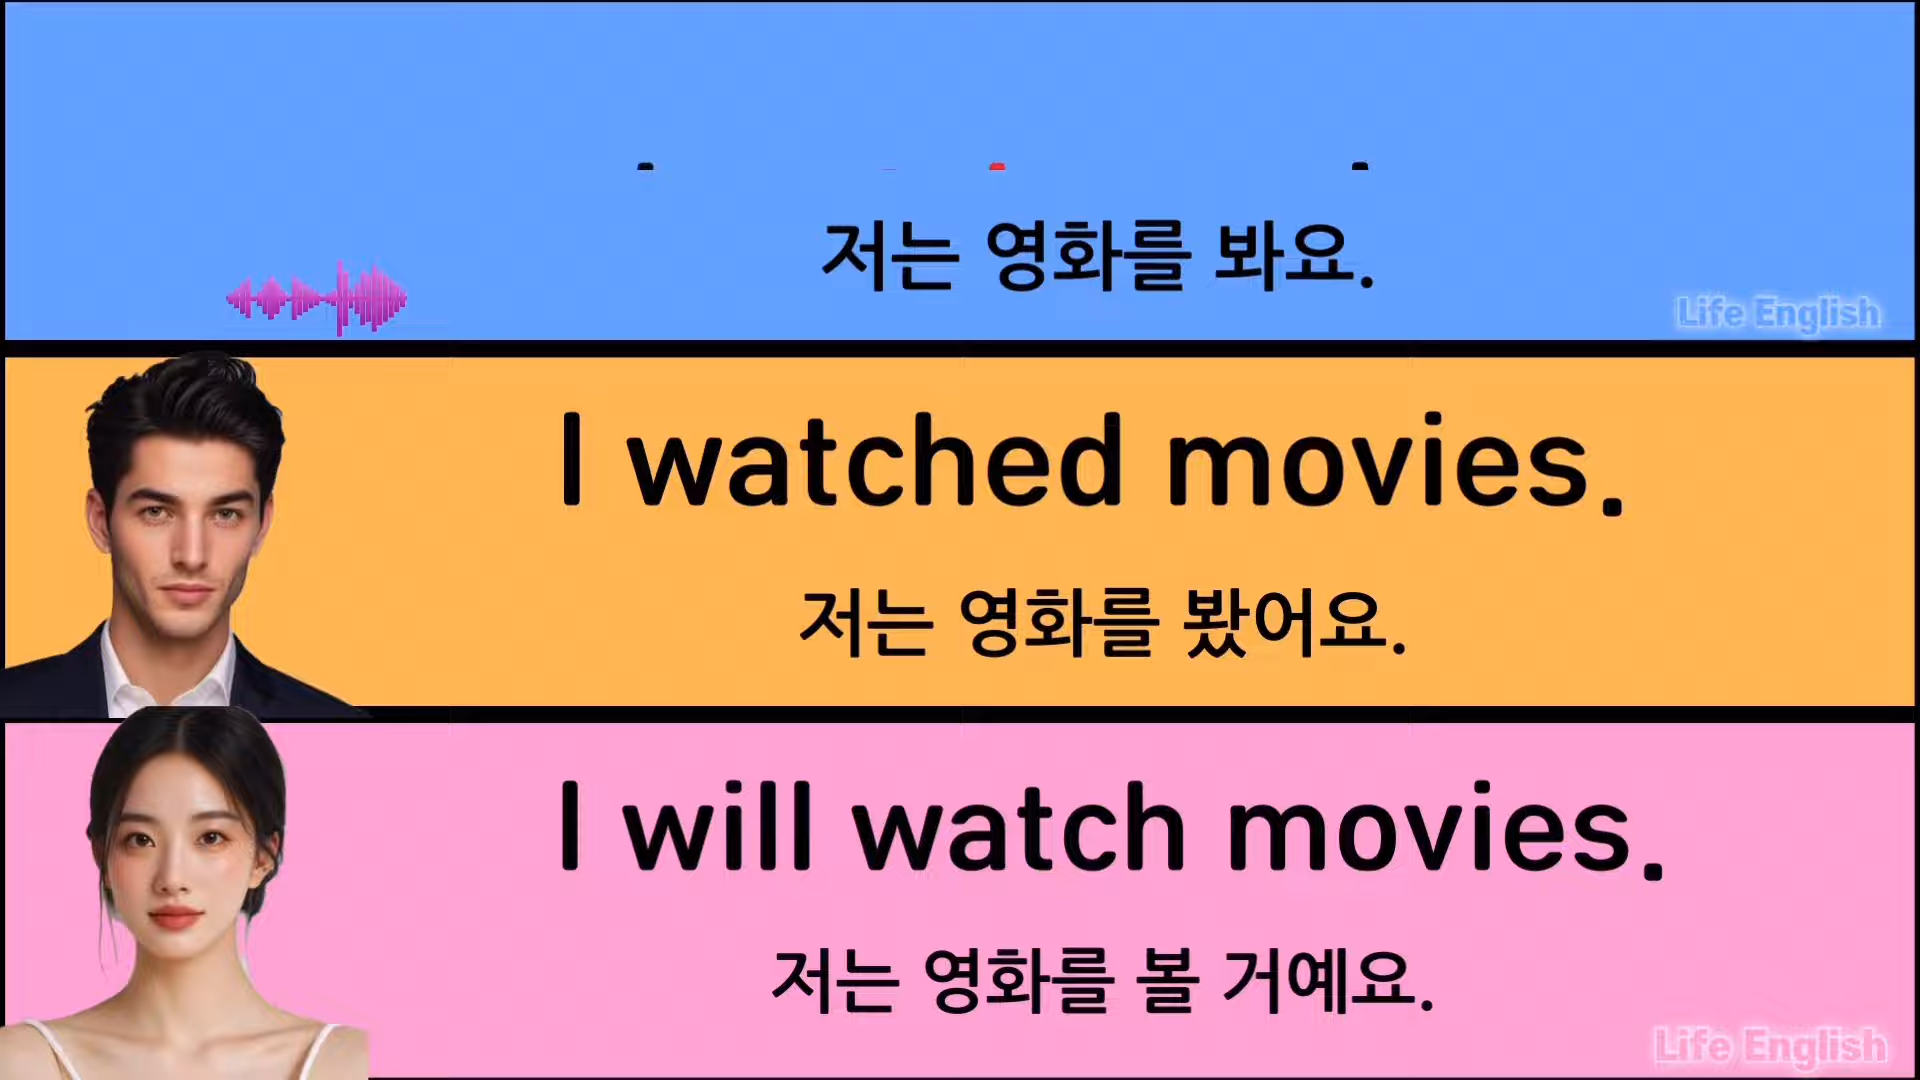 저는 영화를 봐요.
Life English
I watched movies.
저는 영화를 봤어요.
I will watch movies.
저는 영화를 볼 거예요.
Life English